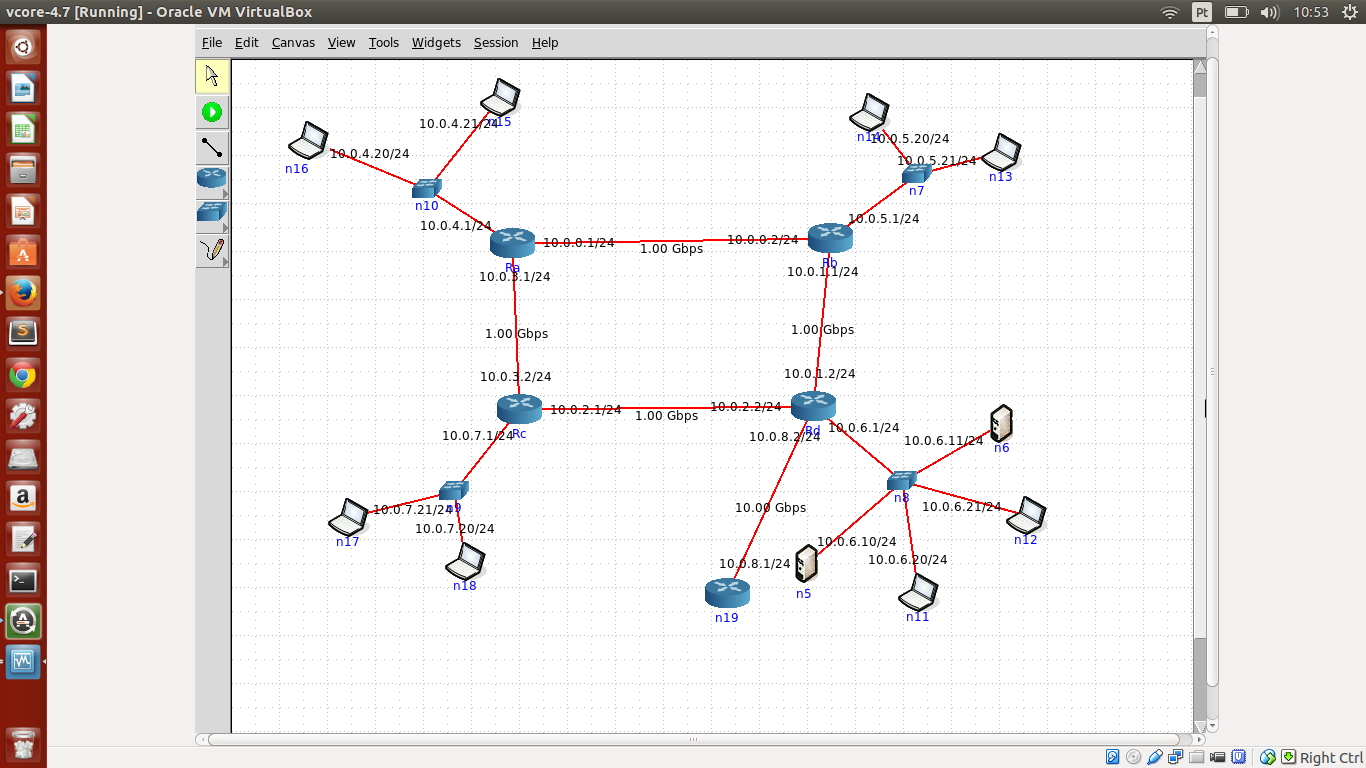 vcore-4.7 [Running] - Oracle VM VirtualBox
Pt
10:53
File Edit Canvas View Tools Widgets Session Help
10.0.4.21/24
n15
10.0.4.20/24
n16
n10
10.0.4.1/24
n14
10.0.5.20/24
10.0.5.21/24
n13
n7
10.0.5.1/24
10.0.0.1/24
1.00 Gbps
10.0.0.2/24
Ra
10.0.3.1/24
Rb
10.0.1.1/24
1.00 Gbps
1.00 Gbps
10.0.3.2/24
10.0.1.2/24
10.0.2.1/24
1.00 Gbps
10.0.2.2/24
10.0.7.1/24
Rc
10.0.8.2/24
Rd
10.0.6.1/24
10.0.6.11/24
n6
n9
n8
10.0.7.21/24
10.00 Gbps
10.0.6.21/24
10.0.7.20/24
n17
10.0.6.10/24
n12
10.0.8.1/24
10.0.6.20/24
n18
n5
n19
n11
Right Ctrl